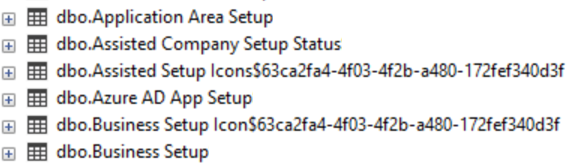 dbo.Application Area Setup
dbo.Assisted Company Setup Status
dbo.Assisted Setup Icons$63ca2fa4-4f03-4f2b-a480-172fef340d3f
dbo.Azure AD App Setup
dbo.Business Setup Icon$63ca2fa4-4f03-4f2b-a480-172fef340d3f
dbo.Business Setup